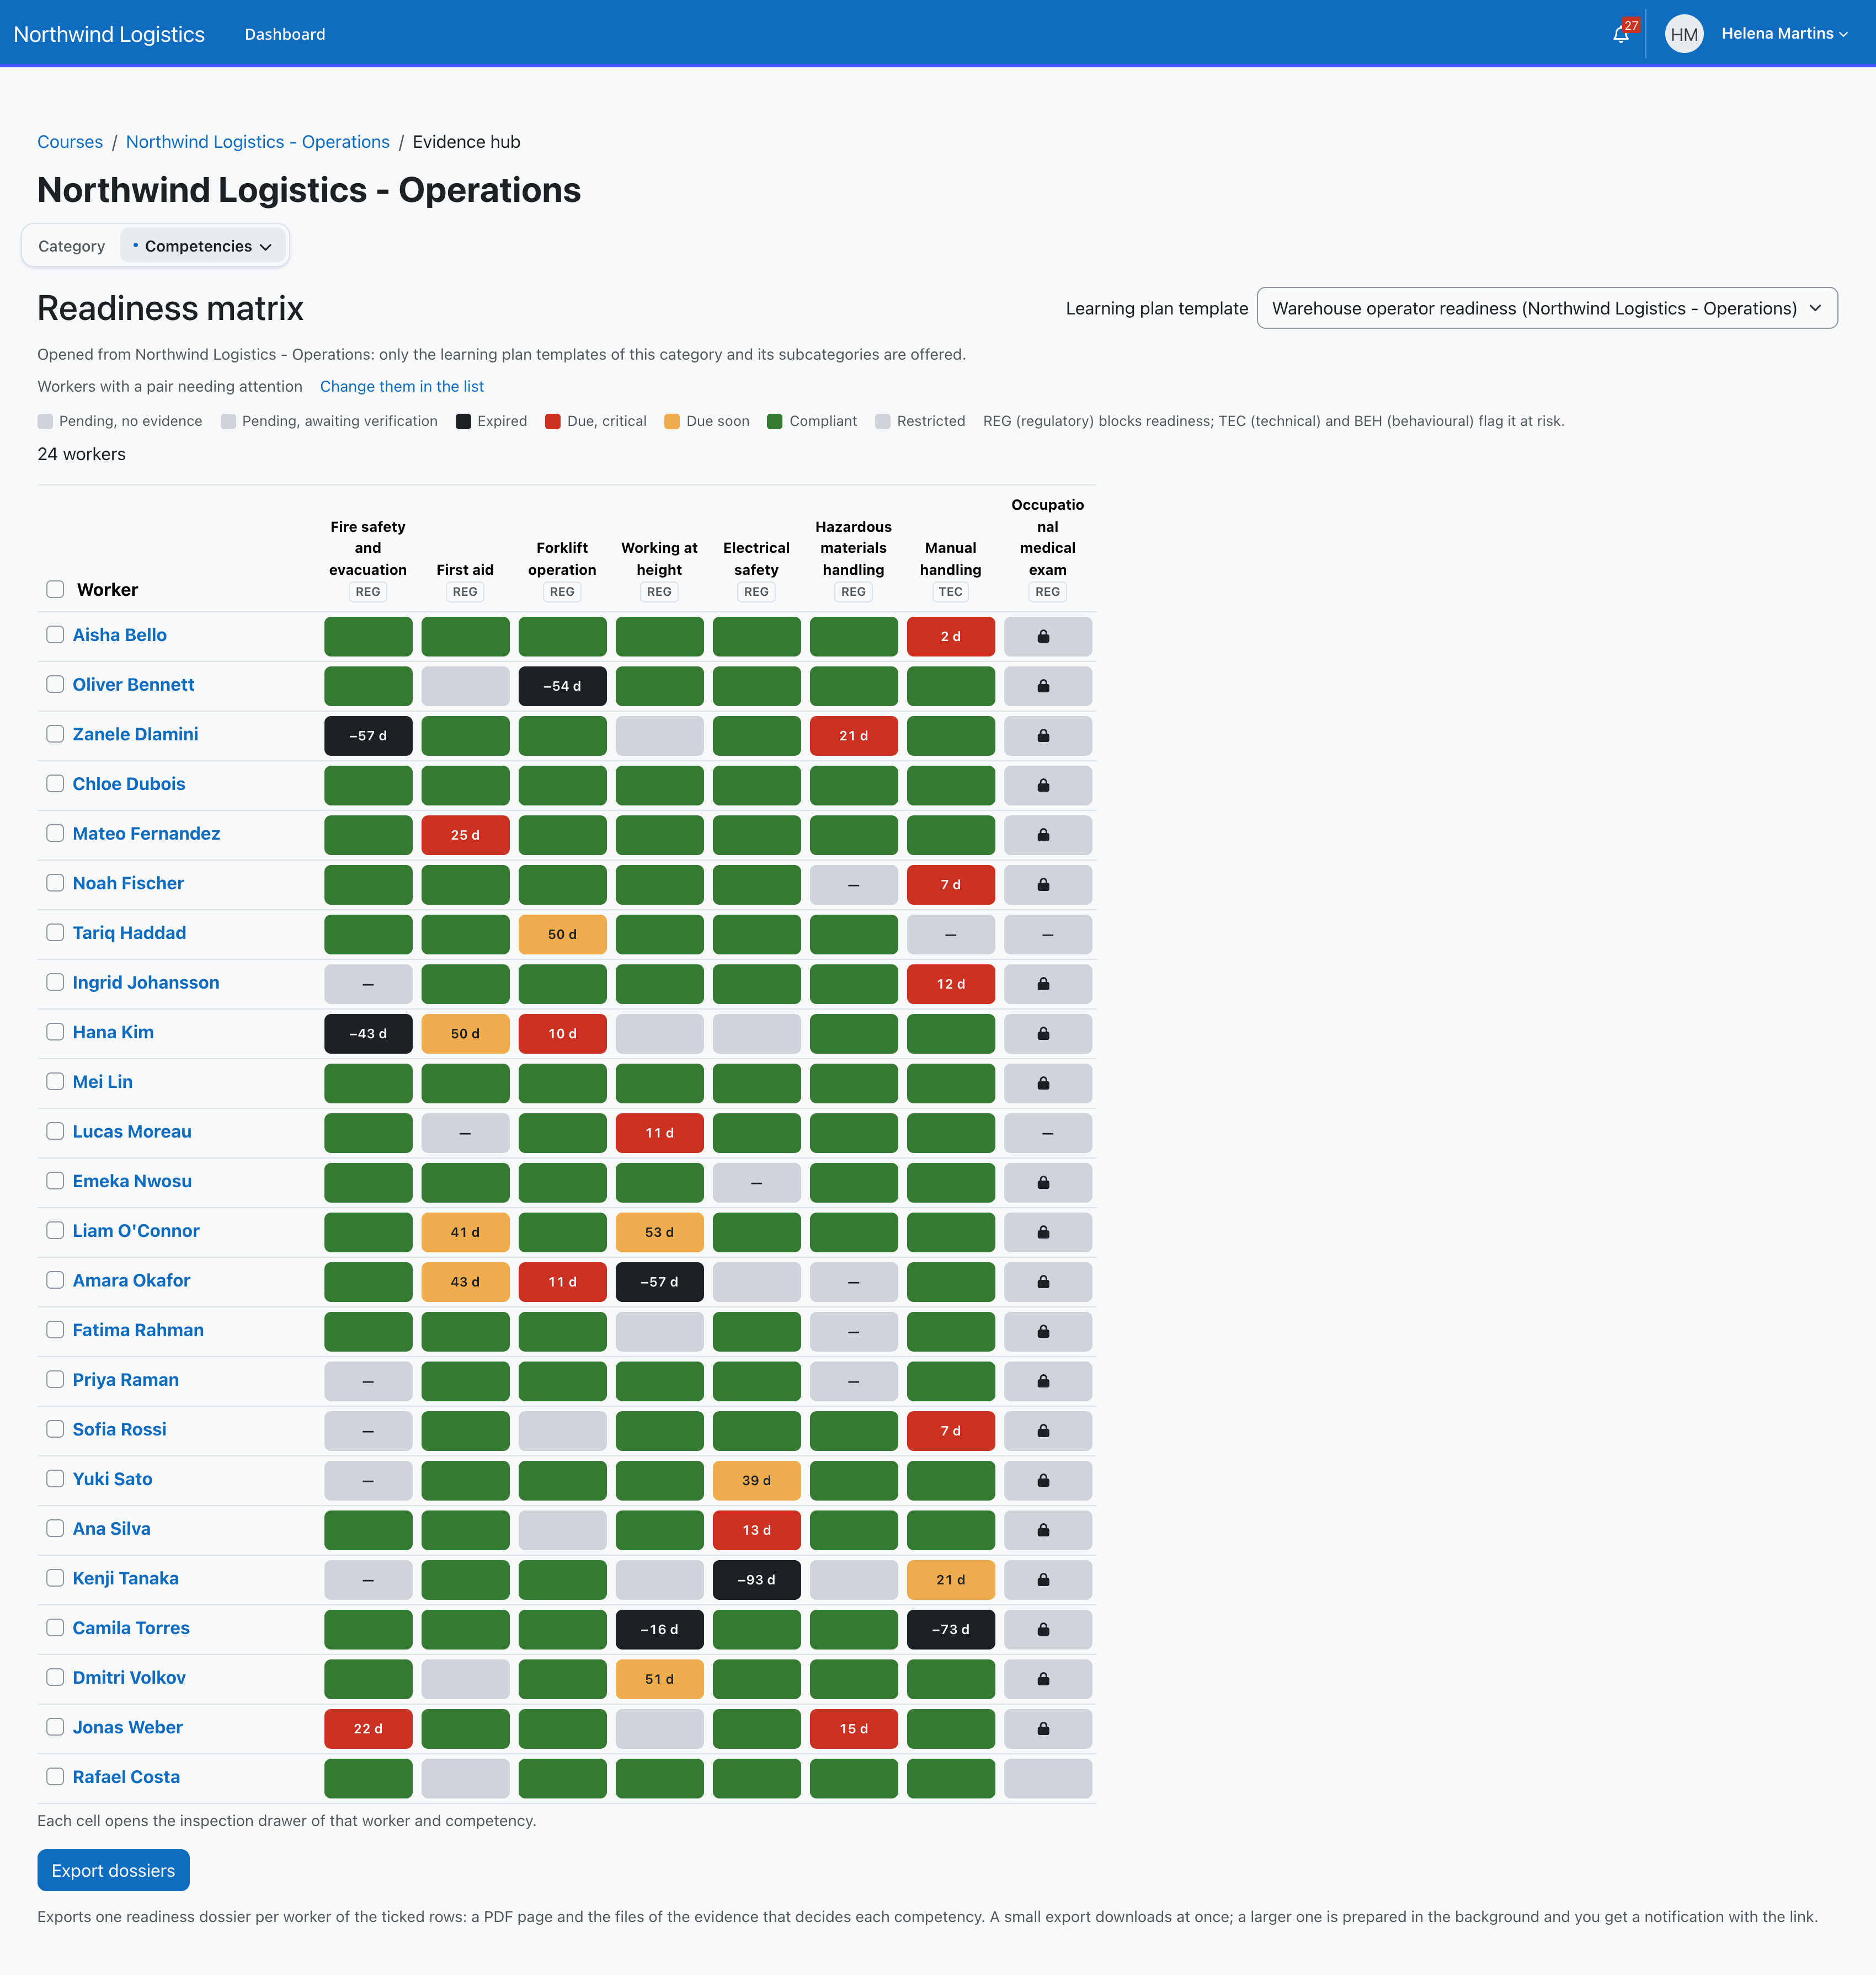 Northwind Logistics Dashboard 27 HM Helena Martins
Courses / Northwind Logistics - Operations / Evidence hub
Northwind Logistics - Operations
Category • Competencies
Readiness matrix Learning plan template Warehouse operator readiness (Northwind Logistics - Operations)
Opened from Northwind Logistics - Operations: only the learning plan templates of this category and its subcategories are offered.
Workers with a pair needing attention Change them in the list
Pending, no evidence Pending, awaiting verification Expired Due, critical Due soon Compliant Restricted REG (regulatory) blocks readiness; TEC (technical) and BEH (behavioural) flag it at risk.
24 workers
Worker
Fire safety
and
evacuation
REG
First aid
REG
Forklift
operation
REG
Working at
height
REG
Electrical
safety
REG
Hazardous
materials
handling
REG
Manual
handling
TEC
Occupatio
nal
medical
exam
REG
Aisha Bello 2 d
Oliver Bennett −54 d
Zanele Dlamini −57 d 21 d
Chloe Dubois
Mateo Fernandez 25 d
Noah Fischer — 7 d
Tariq Haddad 50 d — —
Ingrid Johansson — 12 d
Hana Kim −43 d 50 d 10 d
Mei Lin
Lucas Moreau — 11 d —
Emeka Nwosu —
Liam O'Connor 41 d 53 d
Amara Okafor 43 d 11 d −57 d —
Fatima Rahman —
Priya Raman — —
Sofia Rossi — 7 d
Yuki Sato — 39 d
Ana Silva 13 d
Kenji Tanaka — −93 d 21 d
Camila Torres −16 d −73 d
Dmitri Volkov 51 d
Jonas Weber 22 d 15 d
Rafael Costa
Each cell opens the inspection drawer of that worker and competency.
Export dossiers
Exports one readiness dossier per worker of the ticked rows: a PDF page and the files of the evidence that decides each competency. A small export downloads at once; a larger one is prepared in the background and you get a notification with the link.